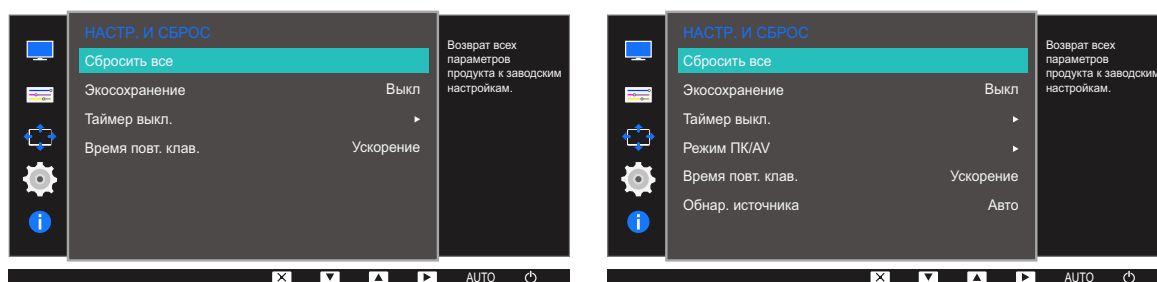 НАСТР. И СБРОС
Сбросить все
Экосохранение Выкл
Таймер выкл.
Время повт. клав. Ускорение
Возврат всех
параметров
продукта к заводским
настройкам.
AUTO
НАСТР. И СБРОС
Сбросить все
Экосохранение Выкл
Таймер выкл.
Режим ПК/AV
Время повт. клав. Ускорение
Обнар. источника Авто
Возврат всех
параметров
продукта к заводским
настройкам.
AUTO